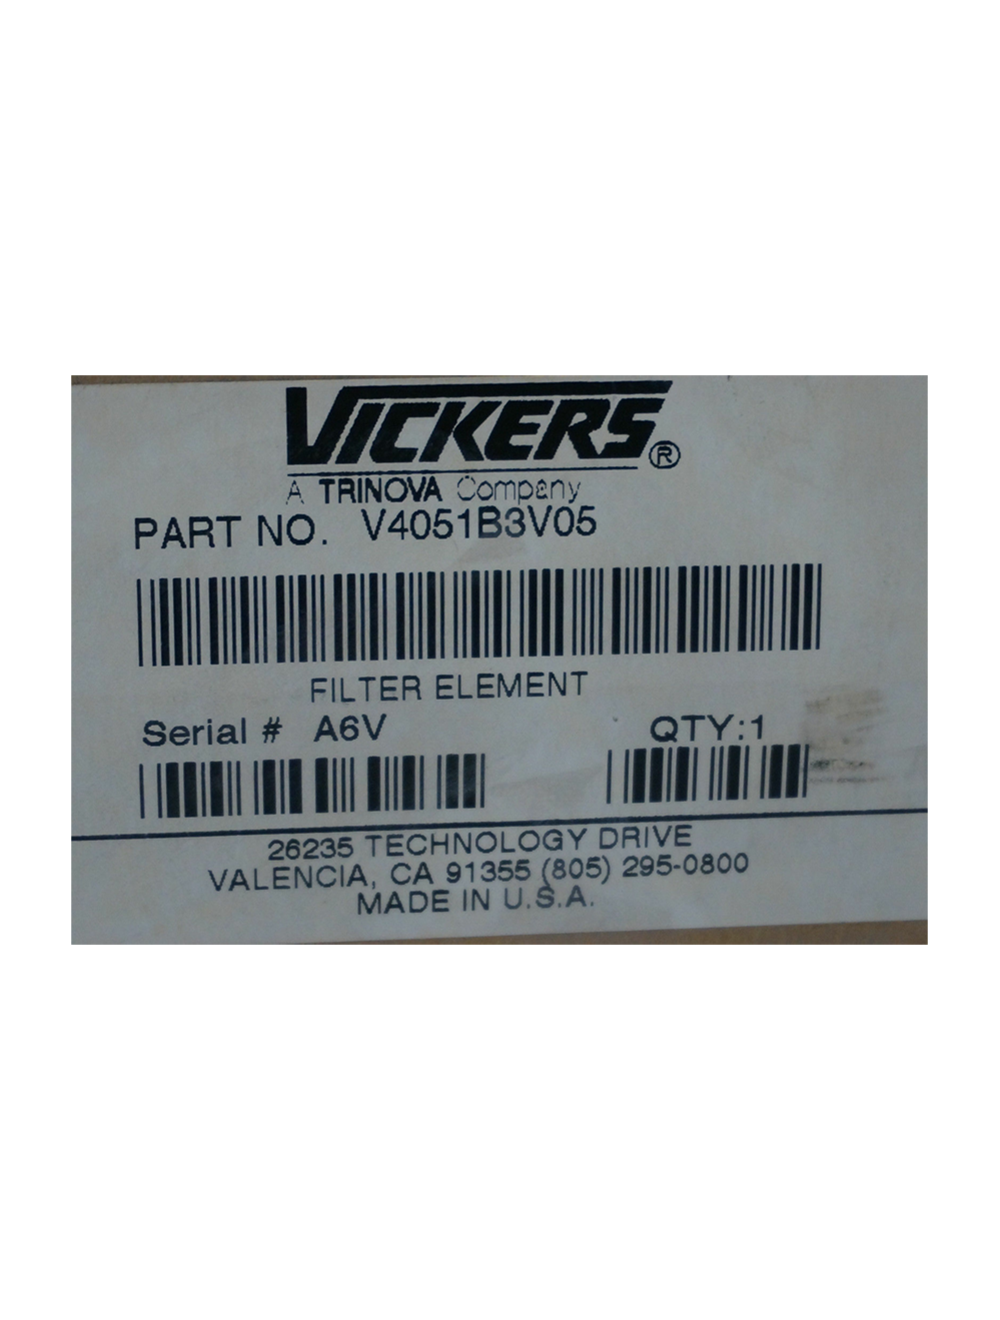 VICKERS®
A TRINOVA Company
PART NO. V4051B3V05
FILTER ELEMENT
Serial # A6V QTY:1
26235 TECHNOLOGY DRIVE
VALENCIA, CA 91355 (805) 295-0800
MADE IN U.S.A.